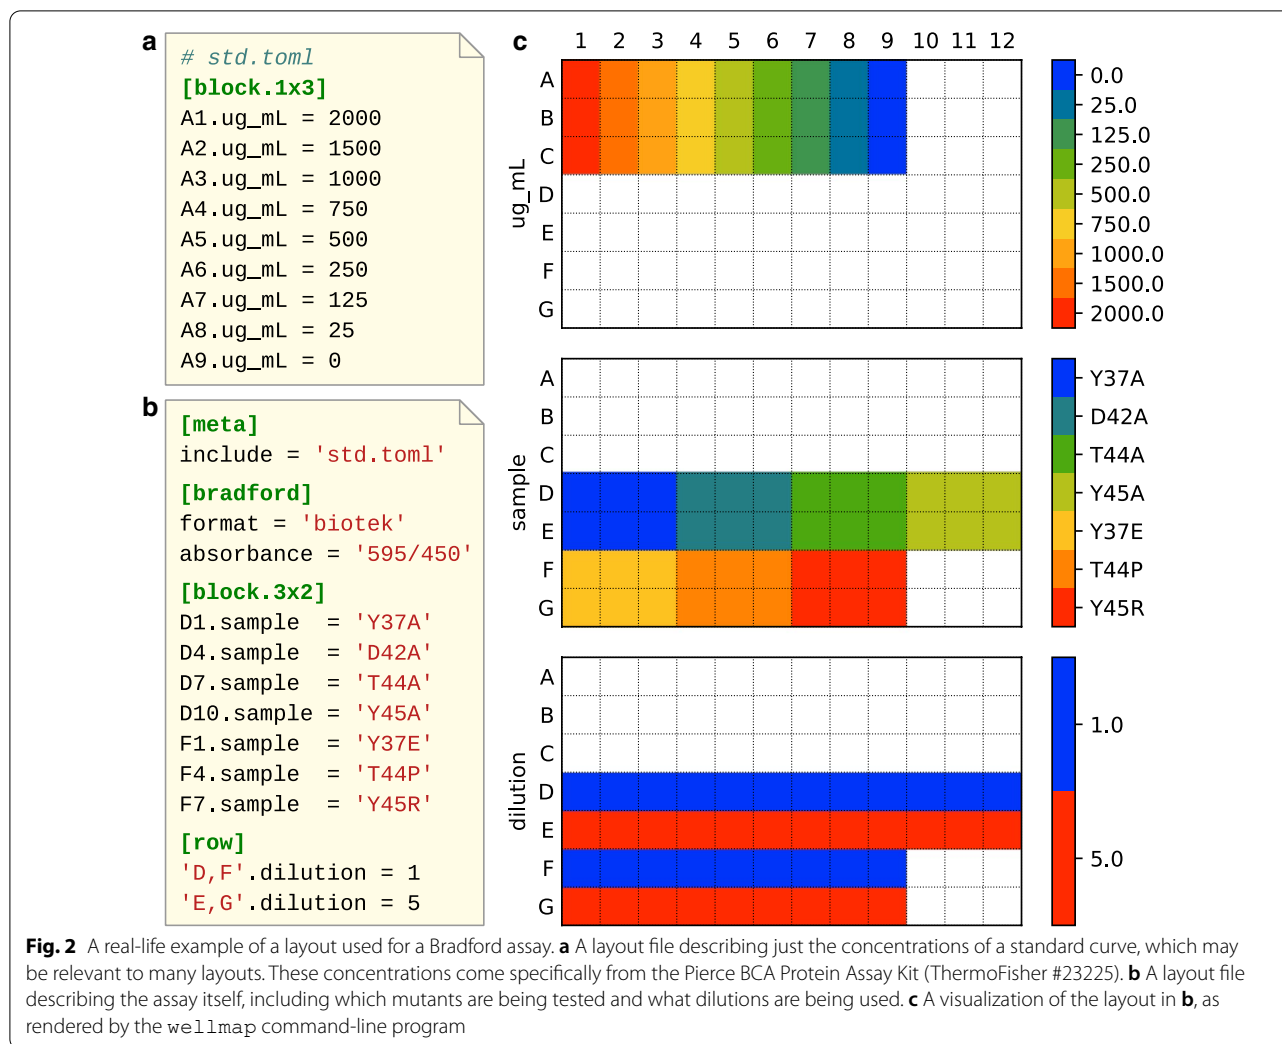 a
# std.toml
[block.1x3]
A1.ug_mL = 2000
A2.ug_mL = 1500
A3.ug_mL = 1000
A4.ug_mL = 750
A5.ug_mL = 500
A6.ug_mL = 250
A7.ug_mL = 125
A8.ug_mL = 25
A9.ug_mL = 0
b
[meta]
include = 'std.toml'
[bradford]
format = 'biotek'
absorbance = '595/450'
[block.3x2]
D1.sample  = 'Y37A'
D4.sample  = 'D42A'
D7.sample  = 'T44A'
D10.sample = 'Y45A'
F1.sample  = 'Y37E'
F4.sample  = 'T44P'
F7.sample  = 'Y45R'
[row]
'D,F'.dilution = 1
'E,G'.dilution = 5
c
1 2 3 4 5 6 7 8 9 10 11 12
ug_mL
A
B
C
D
E
F
G
0.0
25.0
125.0
250.0
500.0
750.0
1000.0
1500.0
2000.0
sample
A
B
C
D
E
F
G
Y37A
D42A
T44A
Y45A
Y37E
T44P
Y45R
dilution
A
B
C
D
E
F
G
1.0
5.0
Fig. 2 A real-life example of a layout used for a Bradford assay. a A layout file describing just the concentrations of a standard curve, which may
be relevant to many layouts. These concentrations come specifically from the Pierce BCA Protein Assay Kit (ThermoFisher #23225). b A layout file
describing the assay itself, including which mutants are being tested and what dilutions are being used. c A visualization of the layout in b, as
rendered by the wellmap command-line program